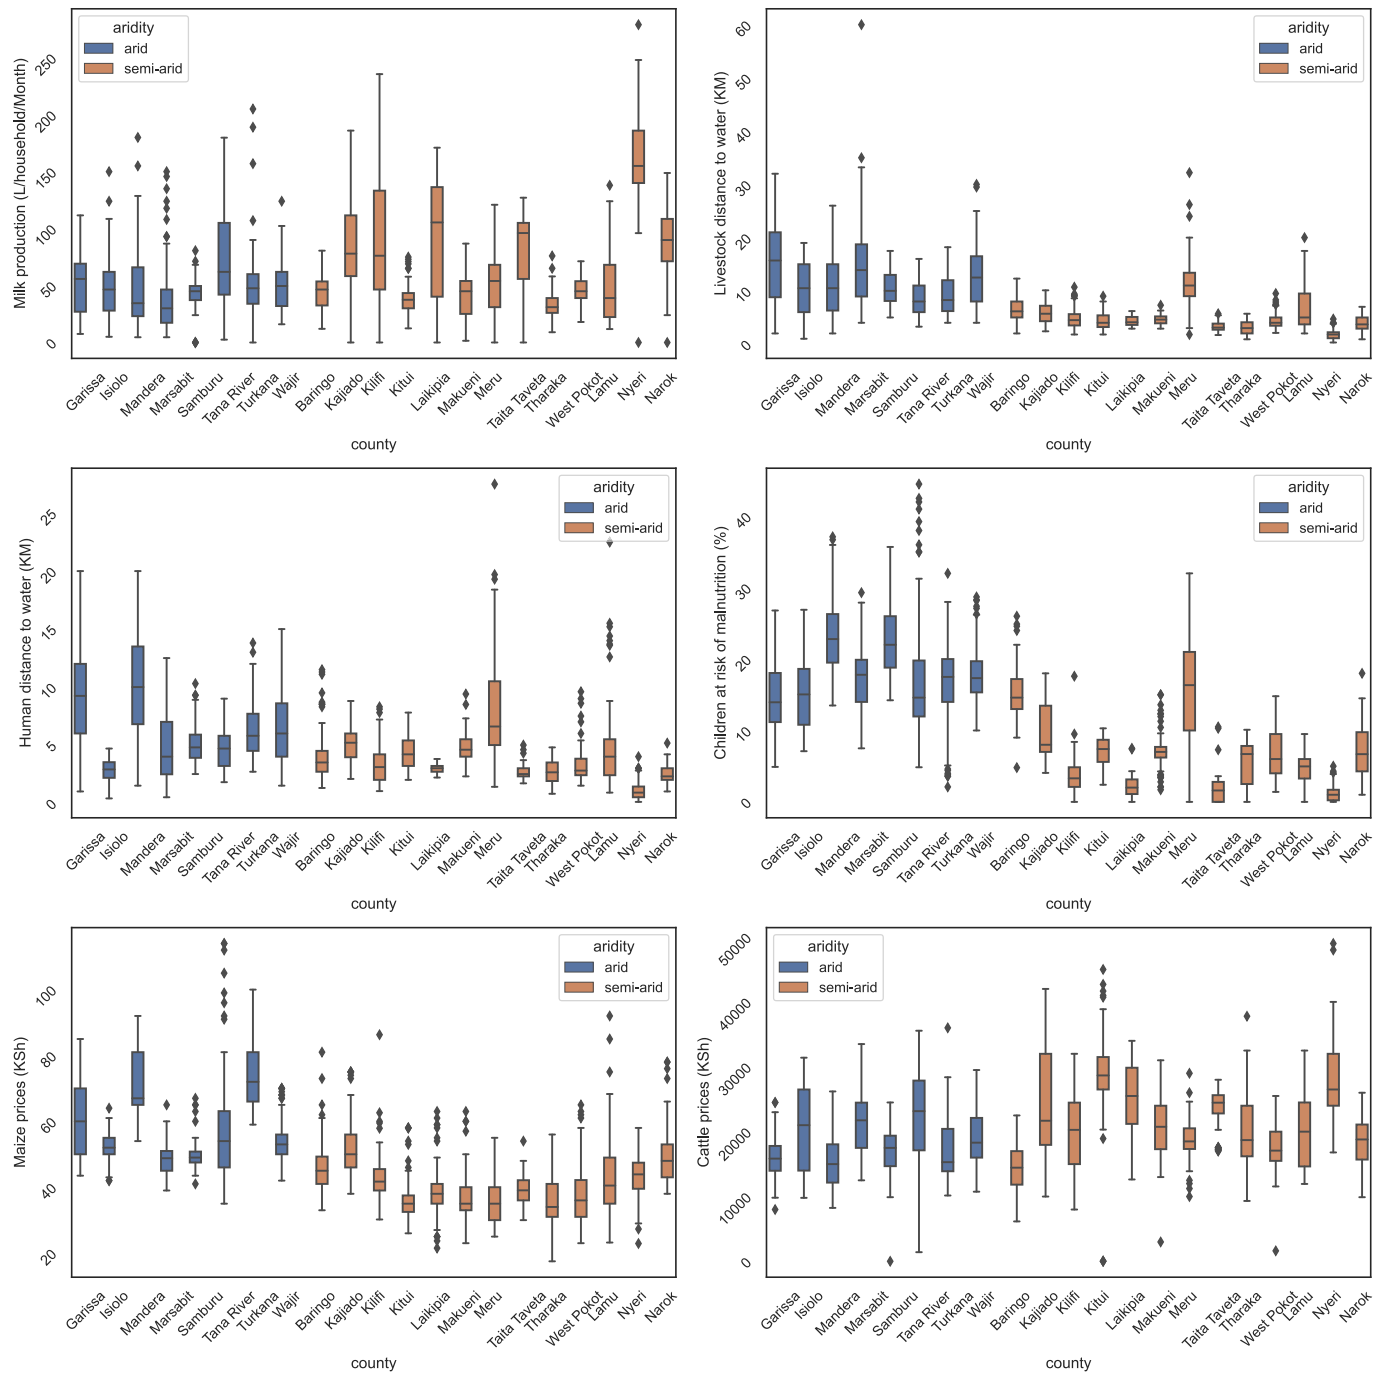 aridity
arid
semi-arid
Milk production (L/household/Month)
250
200
150
100
50
0
Garissa
Isiolo
Mandera
Marsabit
Samburu
Tana River
Turkana
Wajir
Baringo
Kajiado
Kilifi
Kitui
Laikipia
Makueni
Meru
Taita Taveta
Tharaka
West Pokot
Lamu
Nyeri
Narok
county
aridity
arid
semi-arid
Livestock distance to water (KM)
60
50
40
30
20
10
0
Garissa
Isiolo
Mandera
Marsabit
Samburu
Tana River
Turkana
Wajir
Baringo
Kajiado
Kilifi
Kitui
Laikipia
Makueni
Meru
Taita Taveta
Tharaka
West Pokot
Lamu
Nyeri
Narok
county
aridity
arid
semi-arid
Human distance to water (KM)
25
20
15
10
5
0
Garissa
Isiolo
Mandera
Marsabit
Samburu
Tana River
Turkana
Wajir
Baringo
Kajiado
Kilifi
Kitui
Laikipia
Makueni
Meru
Taita Taveta
Tharaka
West Pokot
Lamu
Nyeri
Narok
county
aridity
arid
semi-arid
Children at risk of malnutrition (%)
40
30
20
10
0
Garissa
Isiolo
Mandera
Marsabit
Samburu
Tana River
Turkana
Wajir
Baringo
Kajiado
Kilifi
Kitui
Laikipia
Makueni
Meru
Taita Taveta
Tharaka
West Pokot
Lamu
Nyeri
Narok
county
aridity
arid
semi-arid
Maize prices (KSh)
100
80
60
40
20
Garissa
Isiolo
Mandera
Marsabit
Samburu
Tana River
Turkana
Wajir
Baringo
Kajiado
Kilifi
Kitui
Laikipia
Makueni
Meru
Taita Taveta
Tharaka
West Pokot
Lamu
Nyeri
Narok
county
aridity
arid
semi-arid
Cattle prices (KSh)
50000
40000
30000
20000
10000
0
Garissa
Isiolo
Mandera
Marsabit
Samburu
Tana River
Turkana
Wajir
Baringo
Kajiado
Kilifi
Kitui
Laikipia
Makueni
Meru
Taita Taveta
Tharaka
West Pokot
Lamu
Nyeri
Narok
county